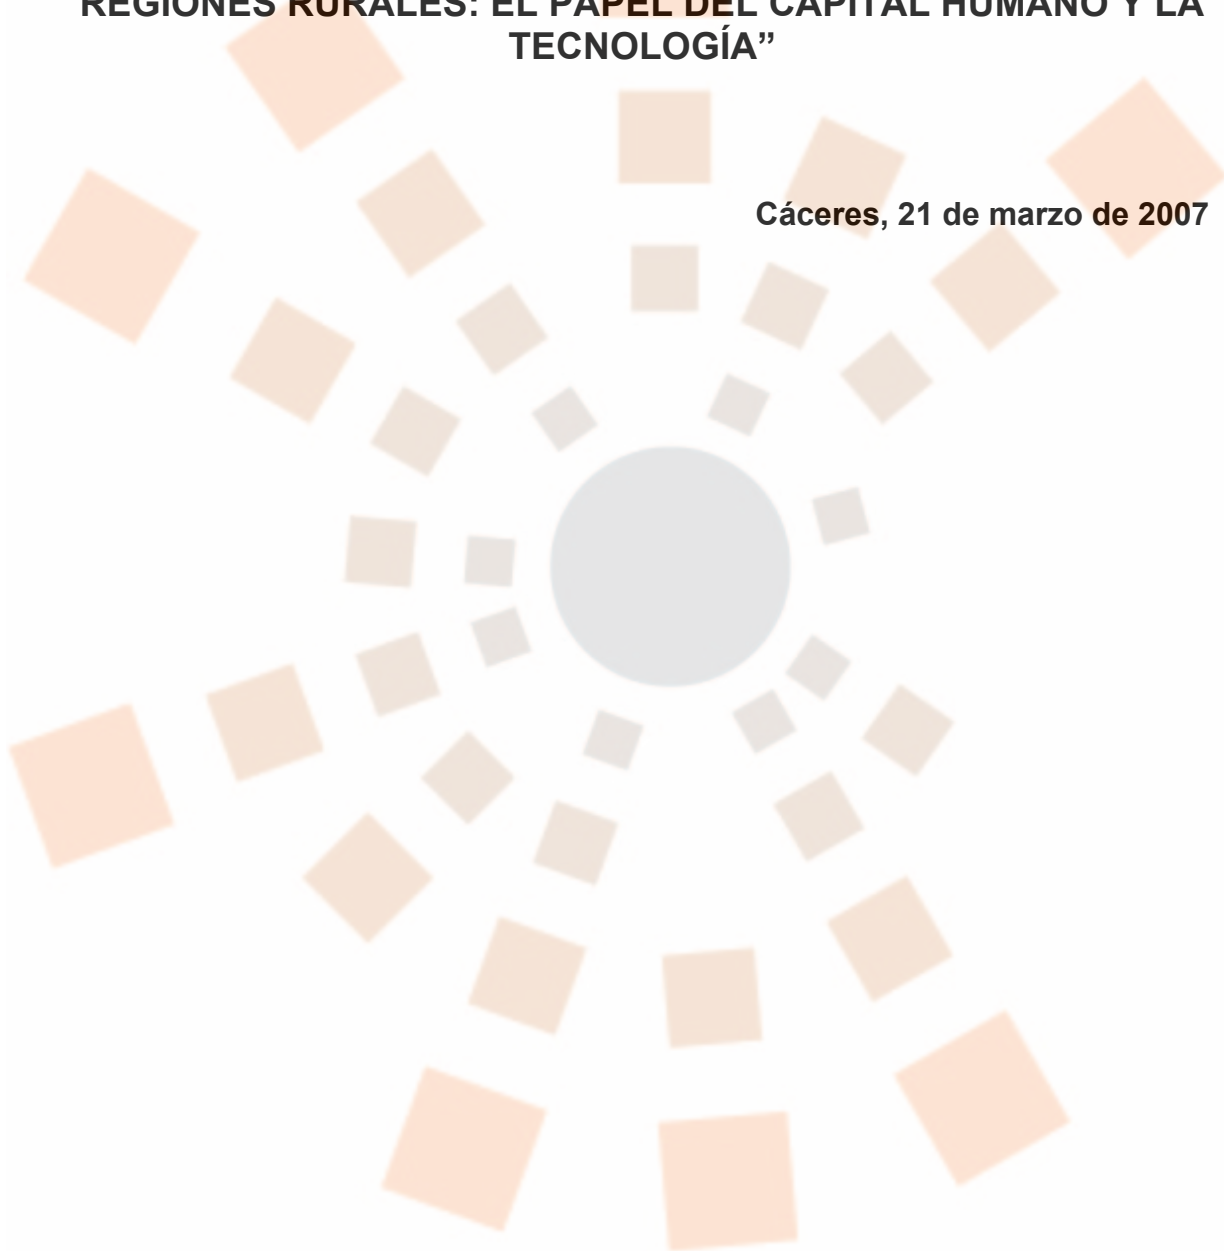 REGIONES RURALES: EL PAPEL DEL CAPITAL HUMANO Y LA
TECNOLOGÍA”
Cáceres, 21 de marzo de 2007